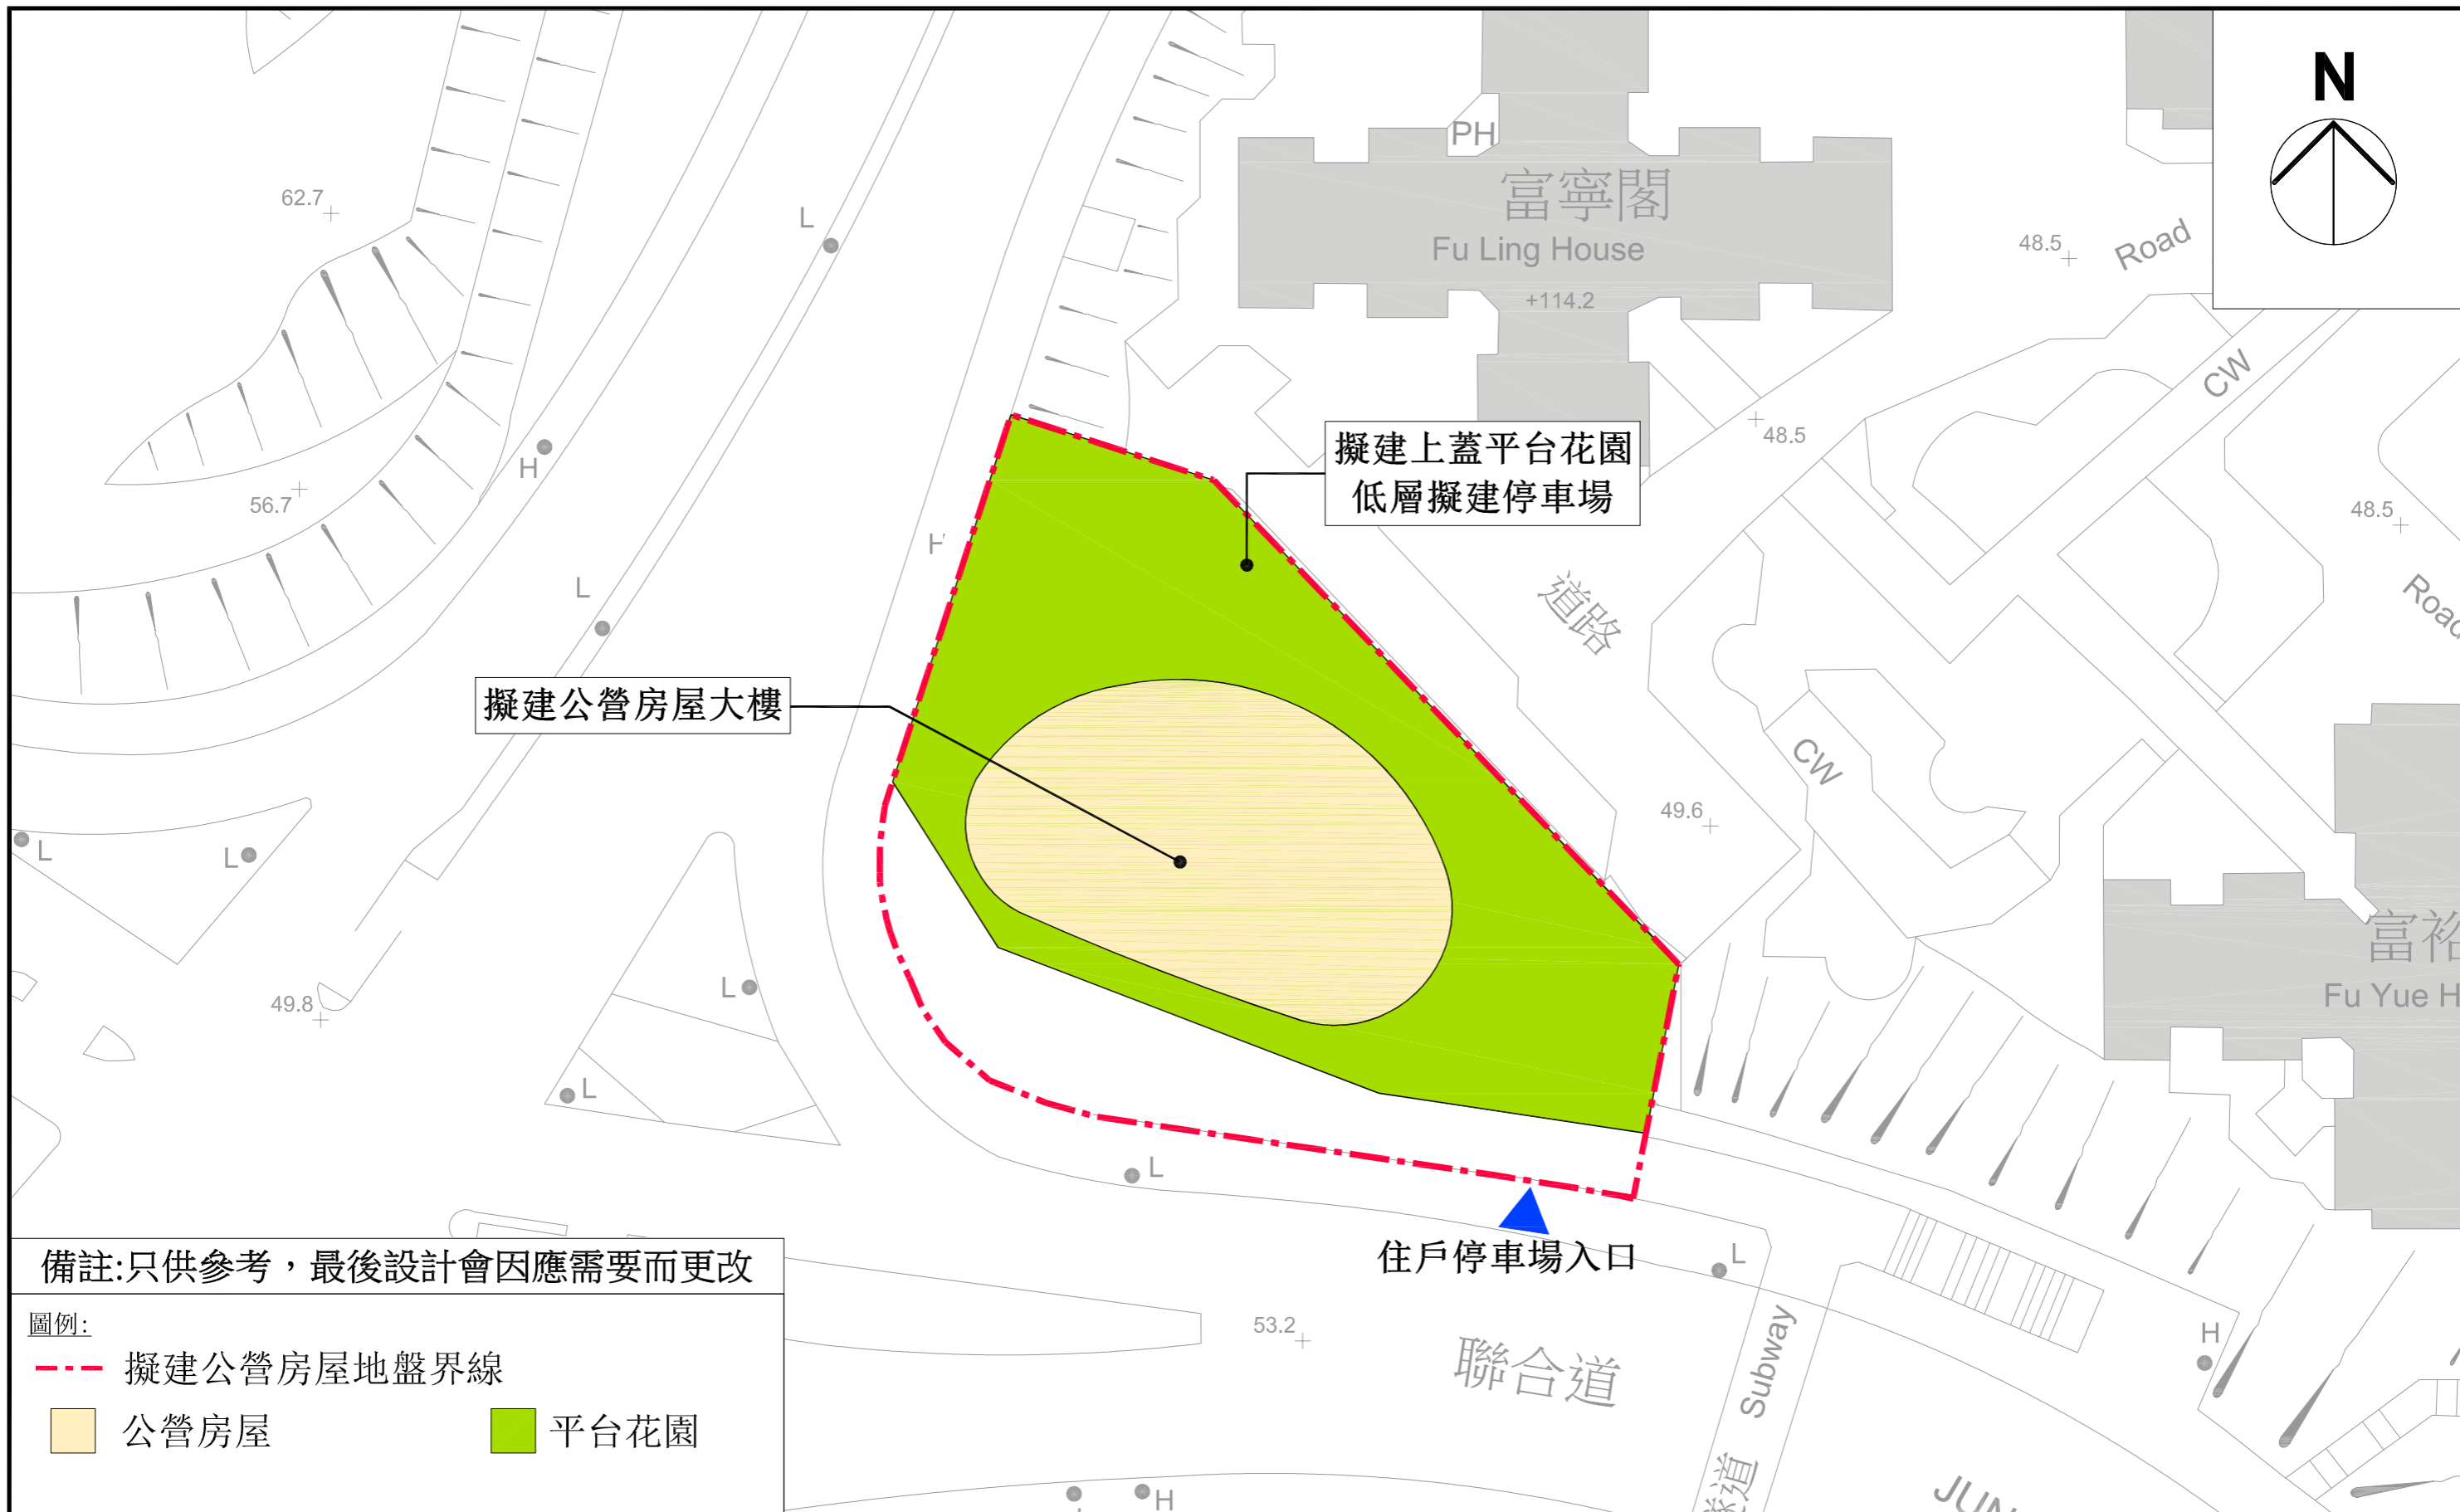 N
PH
富寧閣
Fu Ling House
+114.2
62.7
L
48.5
Road
CW
48.5
擬建上蓋平台花園
低層擬建停車場
H
56.7
48.5
道路
L
擬建公營房屋大樓
CW
49.6
L
L
Fu Yue H
49.8
L
L
L
住戶停車場入口
L
備註:只供參考，最後設計會因應需要而更改
圖例:
擬建公營房屋地盤界線
公營房屋
平台花園
53.2
聯合道
Subway
H
H
JUN